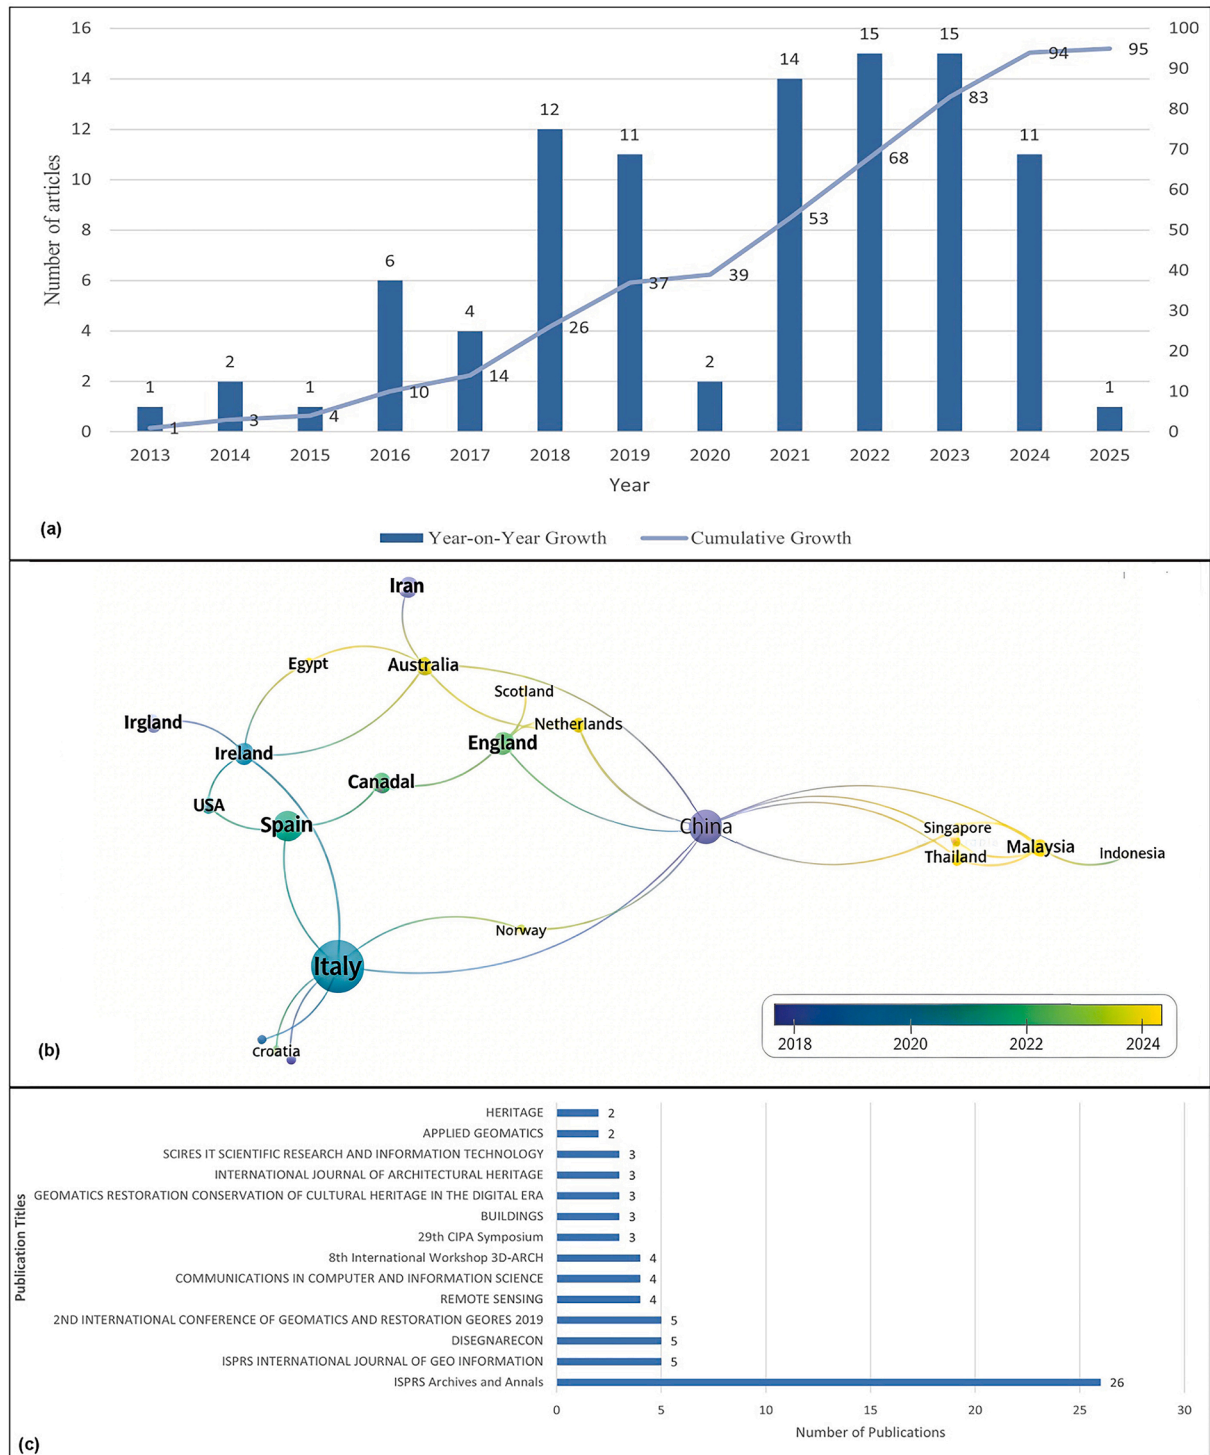 16
14
12
10
8
6
4
2
0
Number of articles
100
90
80
70
60
50
40
30
20
10
0
1
2
1
6
4
12
11
2
14
15
15
11
1
1
3
4
10
14
26
37
39
53
68
83
94
95
2013 2014 2015 2016 2017 2018 2019 2020 2021 2022 2023 2024 2025
Year
(a)
Year-on-Year Growth Cumulative Growth
Iran
Egypt
Australia
Scotland
Irgland
Netherlands
Ireland
England
Canadal
USA
Spain
China
Singapore
Malaysia
Thailand
Indonesia
Norway
Italy
Croatia
2018 2020 2022 2024
(b)
Publication Titles
HERITAGE 2
APPLIED GEOMATICS 2
SCIRES IT SCIENTIFIC RESEARCH AND INFORMATION TECHNOLOGY 3
INTERNATIONAL JOURNAL OF ARCHITECTURAL HERITAGE 3
GEOMATICS RESTORATION CONSERVATION OF CULTURAL HERITAGE IN THE DIGITAL ERA 3
BUILDINGS 3
29th CIPA Symposium 3
8th International Workshop 3D-ARCH 4
COMMUNICATIONS IN COMPUTER AND INFORMATION SCIENCE 4
REMOTE SENSING 4
2ND INTERNATIONAL CONFERENCE OF GEOMATICS AND RESTORATION GEORES 2019 5
DISEGNARECON 5
ISPRS INTERNATIONAL JOURNAL OF GEO INFORMATION 5
ISPRS Archives and Annals 26
0 5 10 15 20 25 30
Number of Publications
(c)